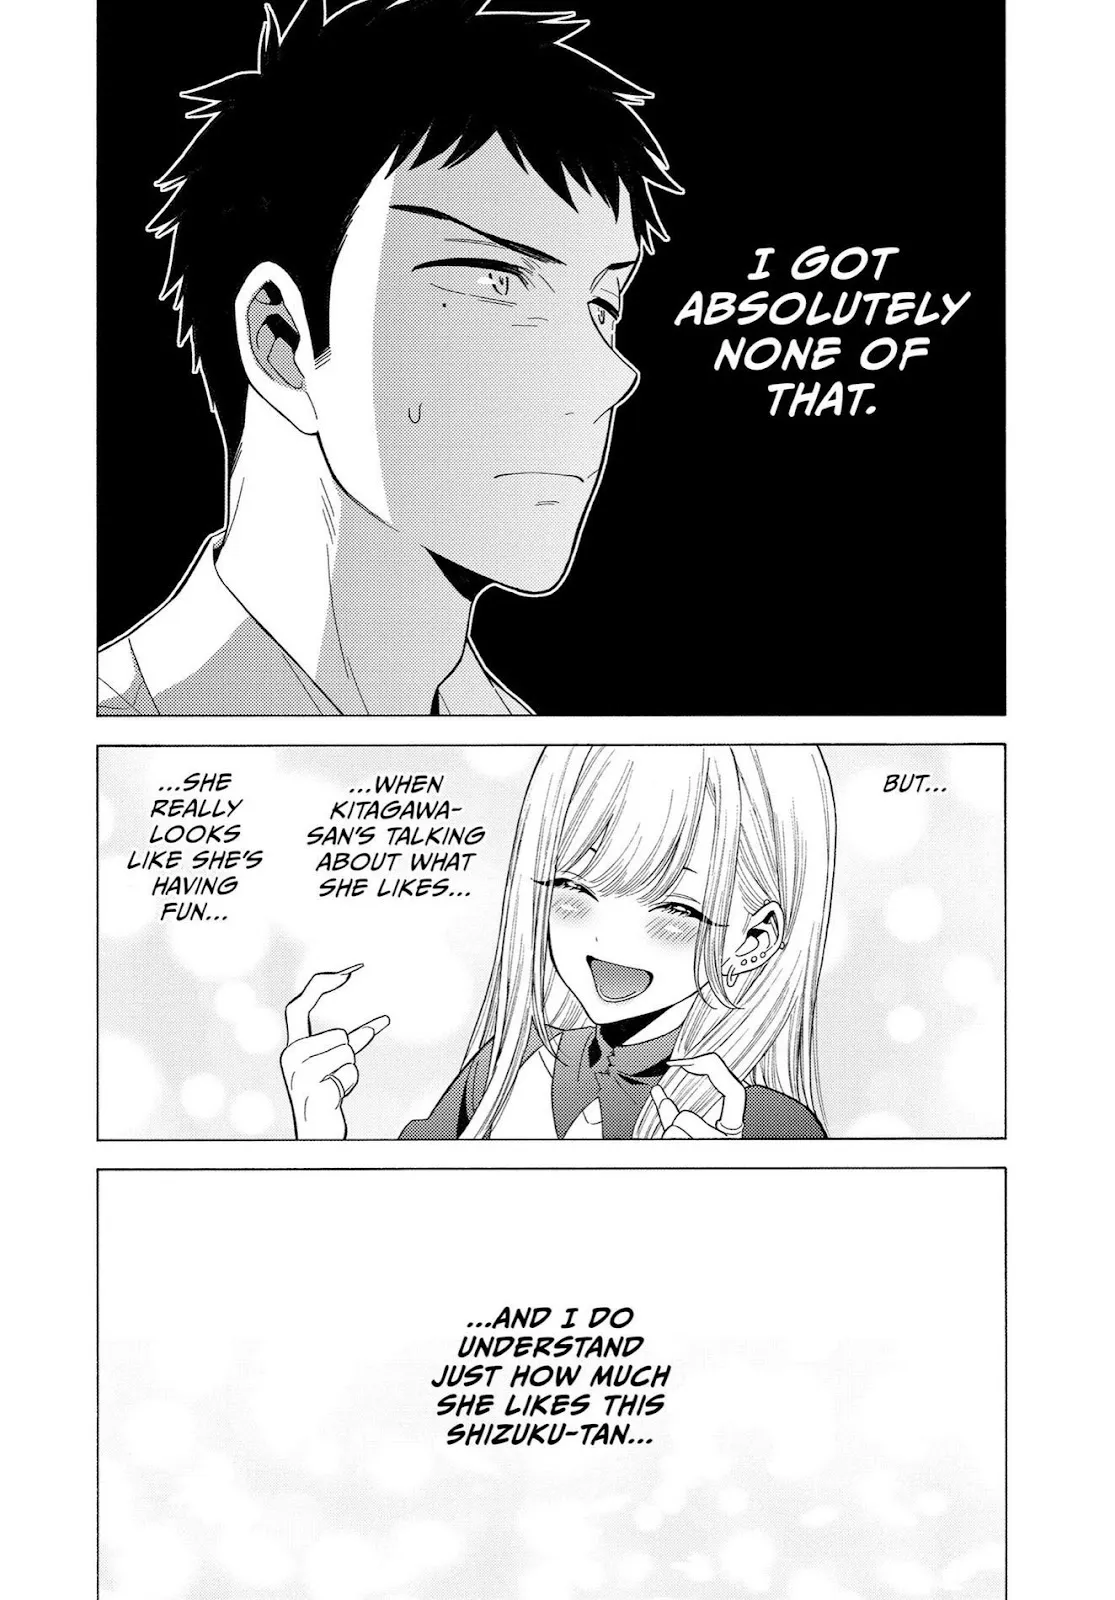 I GOT
ABSOLUTELY
NONE OF
THAT.
BUT...
...WHEN
KITAGAWA-
SAN'S TALKING
ABOUT WHAT
SHE LIKES...
...SHE
REALLY
LOOKS
LIKE SHE'S
HAVING
FUN...
...AND I DO
UNDERSTAND
JUST HOW MUCH
SHE LIKES THIS
SHIZUKU-TAN...